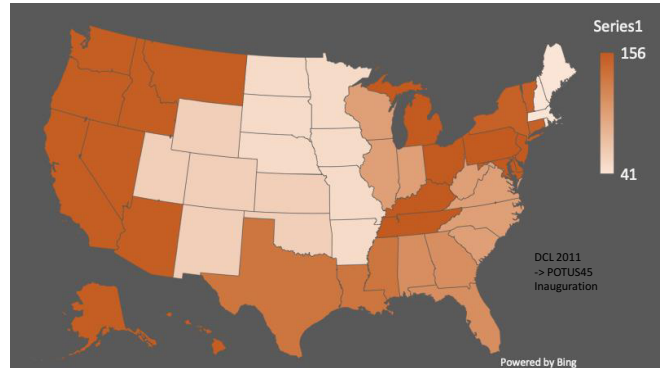 Series1
156
41
DCL 2011
-> POTUS45
Inauguration
Powered by Bing